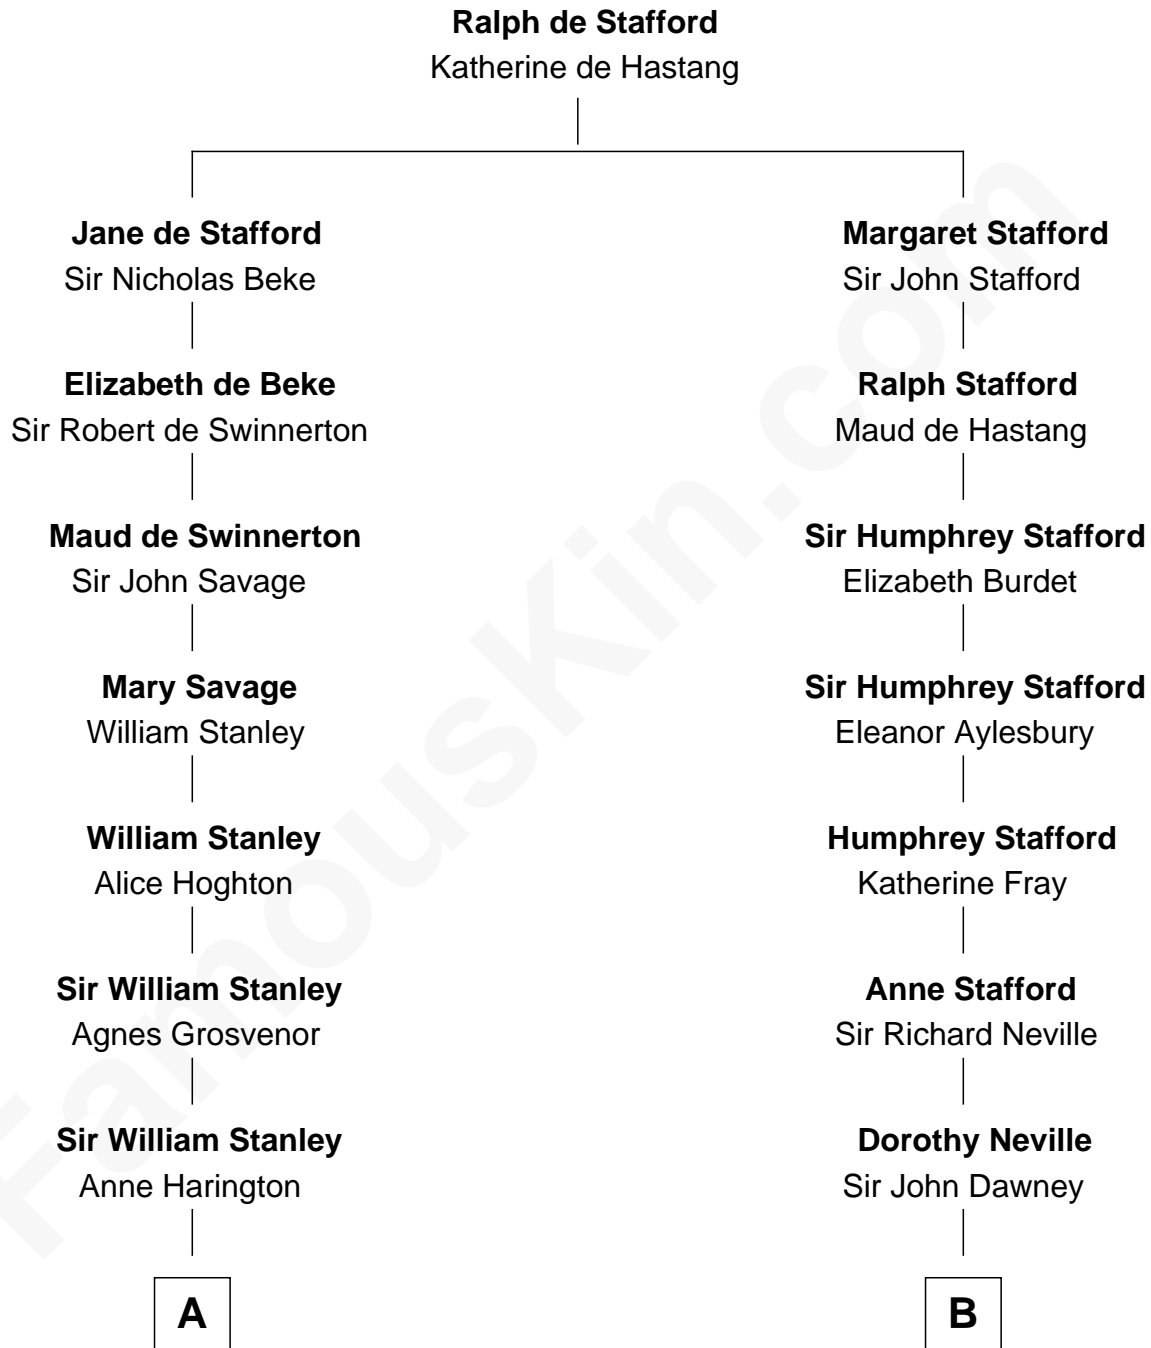 Ralph de Stafford
Katherine de Hastang
Jane de Stafford
Sir Nicholas Beke
Elizabeth de Beke
Sir Robert de Swinnerton
Maud de Swinnerton
Sir John Savage
Mary Savage
William Stanley
William Stanley
Alice Hoghton
Sir William Stanley
Agnes Grosvenor
Sir William Stanley
Anne Harington
A
Margaret Stafford
Sir John Stafford
Ralph Stafford
Maud de Hastang
Sir Humphrey Stafford
Elizabeth Burdet
Sir Humphrey Stafford
Eleanor Aylesbury
Humphrey Stafford
Katherine Fray
Anne Stafford
Sir Richard Neville
Dorothy Neville
Sir John Dawney
B
FamousKin.com